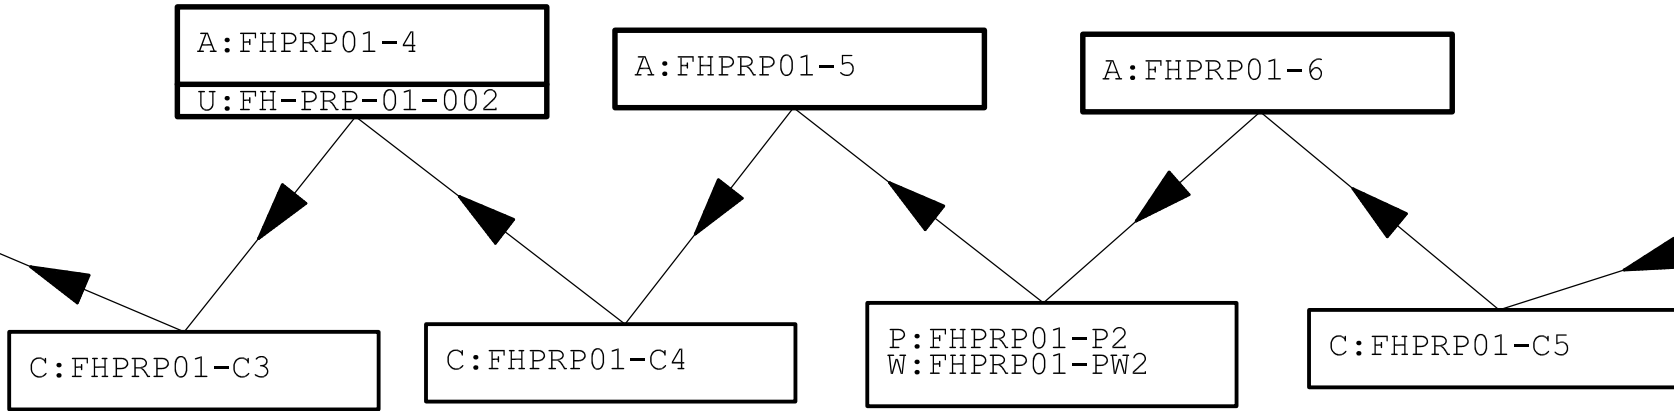 A:FHPRP01-4
U:FH-PRP-01-002
A:FHPRP01-5
A:FHPRP01-6
C:FHPRP01-C3
C:FHPRP01-C4
P:FHPRP01-P2
W:FHPRP01-PW2
C:FHPRP01-C5